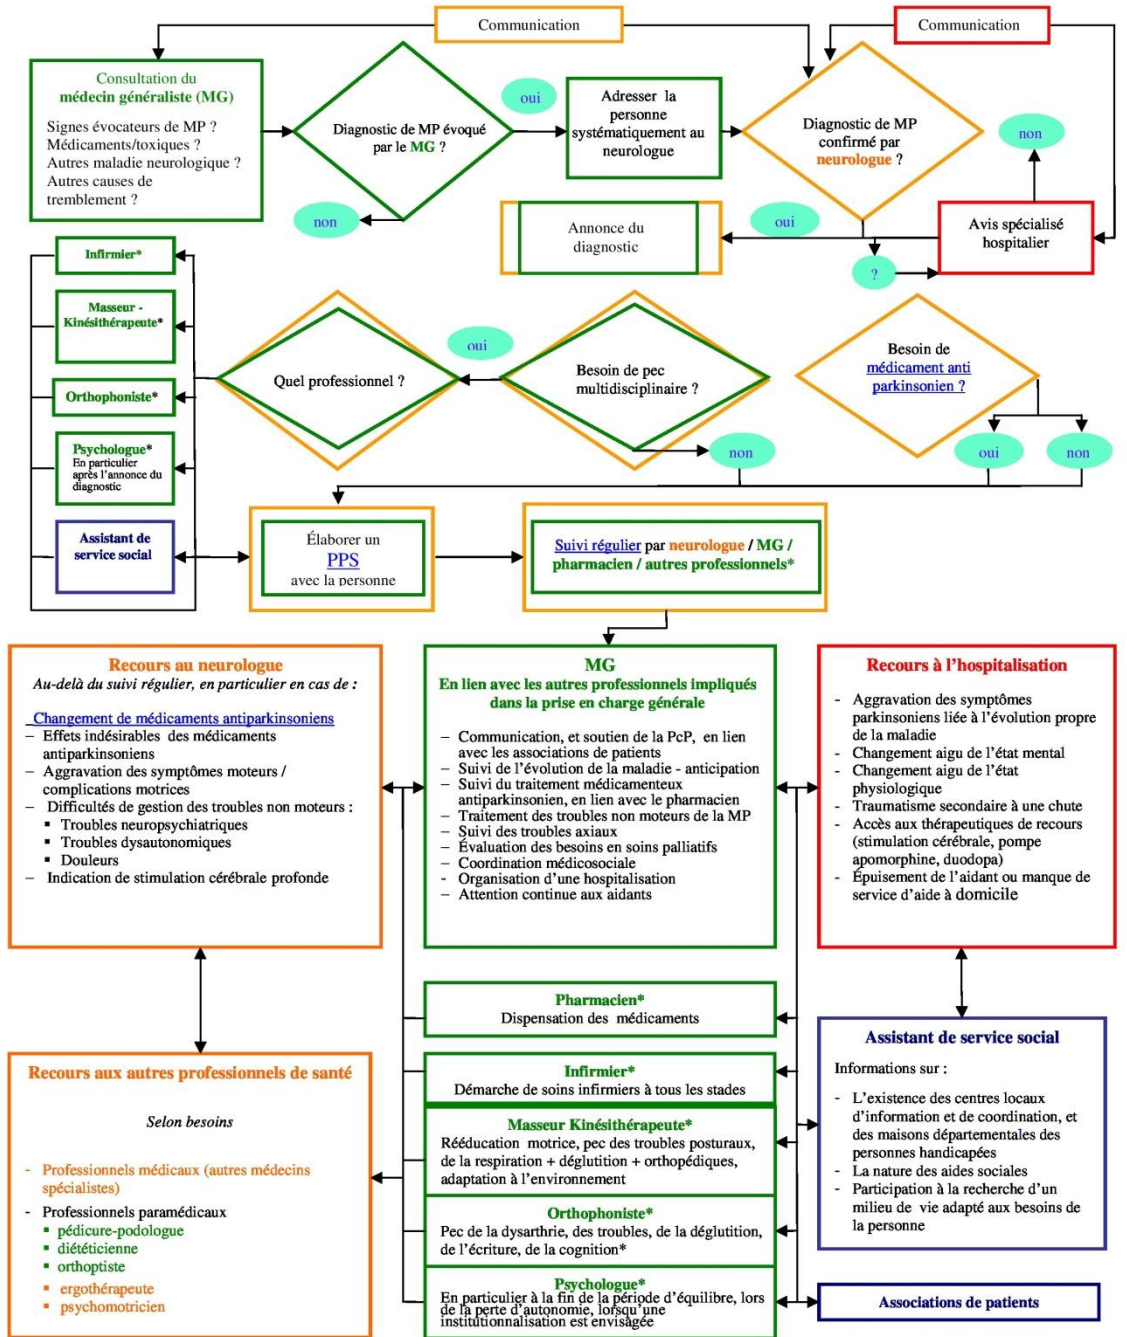 Communication
Communication
Consultation du
médecin généraliste (MG)
Signes évocateurs de MP ?
Médicaments/toxiques ?
Autres maladie neurologique ?
Autres causes de
tremblement ?
Diagnostic de MP évoqué
par le MG ?
oui
non
Adresser la
personne
systématiquement au
neurologue
Diagnostic de MP
confirmé par
neurologue ?
non
oui
?
Avis spécialisé
hospitalier
Annonce du
diagnostic
Infirmier*
Masseur -
Kinésithérapeute*
Orthophoniste*
Psychologue*
En particulier
après l'annonce du
diagnostic
Assistant de
service social
Quel professionnel ?
oui
Besoin de pec
multidisciplinaire ?
non
Besoin de
médicament anti
parkinsonien ?
oui
non
Élaborer un
PPS
avec la personne
Suivi régulier par neurologue / MG /
pharmacien / autres professionnels*
Recours au neurologue
Au-delà du suivi régulier, en particulier en cas de :
Changement de médicaments antiparkinsoniens
– Effets indésirables des médicaments
antiparkinsoniens
– Aggravation des symptômes moteurs /
complications motrices
– Difficultés de gestion des troubles non moteurs :
▪ Troubles neuropsychiatriques
▪ Troubles dysautonomiques
▪ Douleurs
– Indication de stimulation cérébrale profonde
MG
En lien avec les autres professionnels impliqués
dans la prise en charge générale
– Communication, et soutien de la PcP, en lien
avec les associations de patients
– Suivi de l'évolution de la maladie - anticipation
– Suivi du traitement médicamenteux
antiparkinsonien, en lien avec le pharmacien
– Traitement des troubles non moteurs de la MP
– Suivi des troubles axiaux
– Évaluation des besoins en soins palliatifs
– Coordination médicosociale
- Organisation d'une hospitalisation
– Attention continue aux aidants
Recours à l'hospitalisation
- Aggravation des symptômes
parkinsoniens liée à l'évolution propre
de la maladie
- Changement aigu de l'état mental
- Changement aigu de l'état
physiologique
- Traumatisme secondaire à une chute
- Accès aux thérapeutiques de recours
(stimulation cérébrale, pompe
apomorphine, duodopa)
- Épuisement de l'aidant ou manque de
service d'aide à domicile
Pharmacien*
Dispensation des médicaments
Infirmier*
Démarche de soins infirmiers à tous les stades
Masseur Kinésithérapeute*
Rééducation motrice, pec des troubles posturaux,
de la respiration + déglutition + orthopédiques,
adaptation à l'environnement
Orthophoniste*
Pec de la dysarthrie, des troubles, de la déglutition,
de l'écriture, de la cognition*
Psychologue*
En particulier à la fin de la période d'équilibre, lors
de la perte d'autonomie, lorsqu'une
institutionnalisation est envisagée
Recours aux autres professionnels de santé
Selon besoins
- Professionnels médicaux (autres médecins
spécialistes)
- Professionnels paramédicaux
▪ pédicure-podologue
▪ diététicienne
▪ orthoptiste
▪ ergothérapeute
▪ psychomotricien
Assistant de service social
Informations sur :
- L'existence des centres locaux
d'information et de coordination, et
des maisons départementales des
personnes handicapées
- La nature des aides sociales
- Participation à la recherche d'un
milieu de vie adapté aux besoins de
la personne
Associations de patients